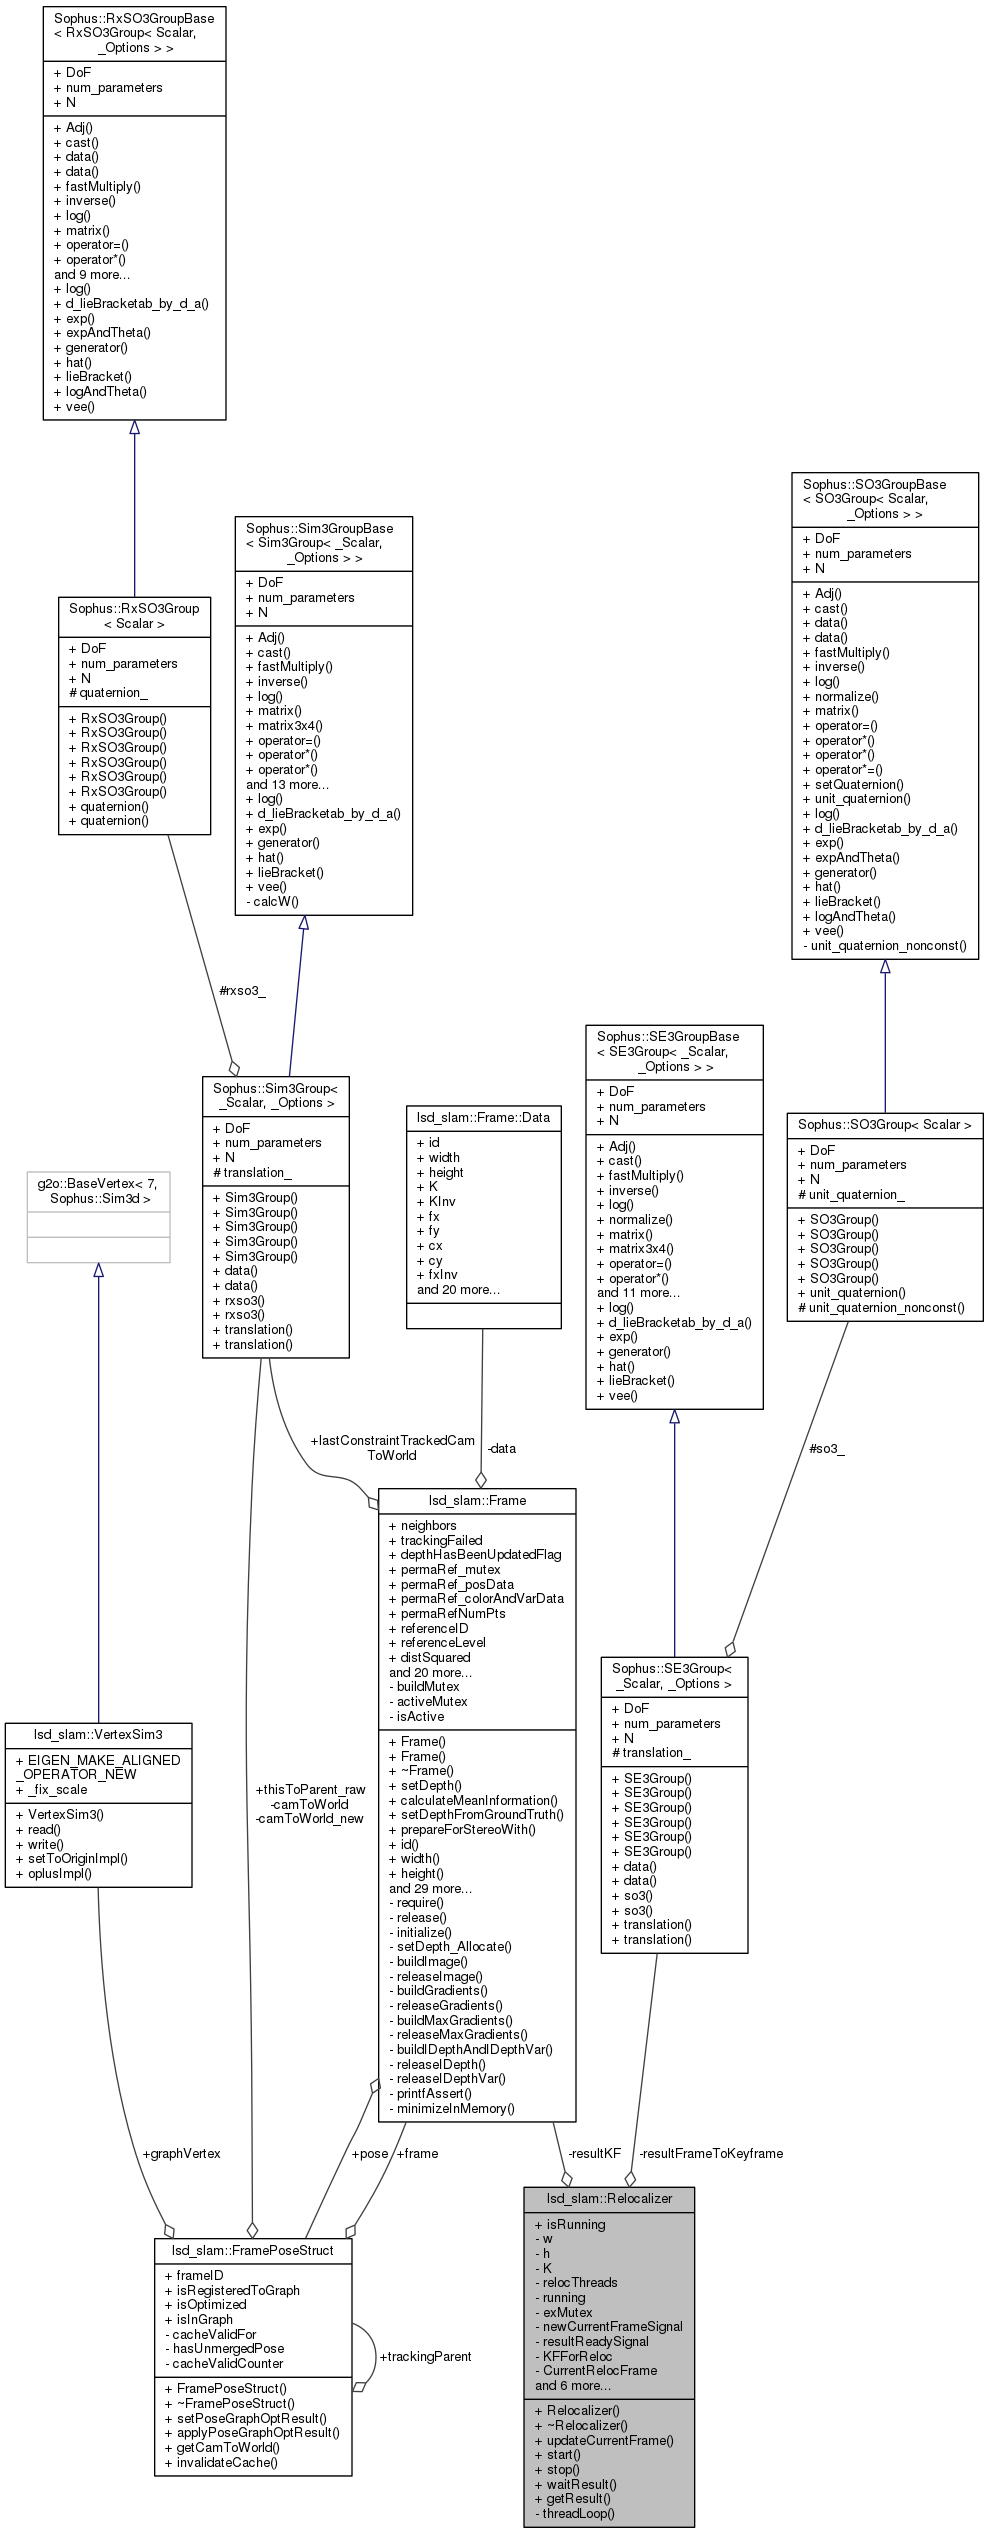 Sophus::RxSO3GroupBase
< RxSO3Group< Scalar,
_Options > >
+ DoF
+ num_parameters
+ N
+ Adj()
+ cast()
+ data()
+ data()
+ fastMultiply()
+ inverse()
+ log()
+ matrix()
+ operator=()
+ operator*()
and 9 more...
+ log()
+ d_lieBracketab_by_d_a()
+ exp()
+ expAndTheta()
+ generator()
+ hat()
+ lieBracket()
+ logAndTheta()
+ vee()
Sophus::SO3GroupBase
< SO3Group< Scalar,
_Options > >
+ DoF
+ num_parameters
+ N
+ Adj()
+ cast()
+ data()
+ data()
+ fastMultiply()
+ inverse()
+ log()
+ normalize()
+ matrix()
+ operator=()
+ operator*()
+ operator*()
+ operator*=()
+ setQuaternion()
+ unit_quaternion()
+ log()
+ d_lieBracketab_by_d_a()
+ exp()
+ expAndTheta()
+ generator()
+ hat()
+ lieBracket()
+ logAndTheta()
+ vee()
- unit_quaternion_nonconst()
Sophus::Sim3GroupBase
< Sim3Group< _Scalar,
_Options > >
+ DoF
+ num_parameters
+ N
+ Adj()
+ cast()
+ fastMultiply()
+ inverse()
+ log()
+ matrix()
+ matrix3x4()
+ operator=()
+ operator*()
+ operator*()
and 13 more...
+ log()
+ d_lieBracketab_by_d_a()
+ exp()
+ generator()
+ hat()
+ lieBracket()
+ vee()
- calcW()
Sophus::RxSO3Group
< Scalar >
+ DoF
+ num_parameters
+ N
# quaternion_
+ RxSO3Group()
+ RxSO3Group()
+ RxSO3Group()
+ RxSO3Group()
+ RxSO3Group()
+ RxSO3Group()
+ quaternion()
+ quaternion()
#rxso3_
Sophus::SE3GroupBase
< SE3Group< _Scalar,
_Options > >
+ DoF
+ num_parameters
+ N
+ Adj()
+ cast()
+ fastMultiply()
+ inverse()
+ log()
+ normalize()
+ matrix()
+ matrix3x4()
+ operator=()
+ operator*()
and 11 more...
+ log()
+ d_lieBracketab_by_d_a()
+ exp()
+ generator()
+ hat()
+ lieBracket()
+ vee()
Sophus::Sim3Group<
_Scalar, _Options >
+ DoF
+ num_parameters
+ N
# translation_
+ Sim3Group()
+ Sim3Group()
+ Sim3Group()
+ Sim3Group()
+ Sim3Group()
+ data()
+ data()
+ rxso3()
+ rxso3()
+ translation()
+ translation()
lsd_slam::Frame::Data
+ id
+ width
+ height
+ K
+ KInv
+ fx
+ fy
+ cx
+ cy
+ fxInv
and 20 more...
Sophus::SO3Group< Scalar >
+ DoF
+ num_parameters
+ N
# unit_quaternion_
+ SO3Group()
+ SO3Group()
+ SO3Group()
+ SO3Group()
+ SO3Group()
+ unit_quaternion()
# unit_quaternion_nonconst()
g2o::BaseVertex< 7,
Sophus::Sim3d >
+lastConstraintTrackedCam
ToWorld
-data
#so3_
lsd_slam::Frame
+ neighbors
+ trackingFailed
+ depthHasBeenUpdatedFlag
+ permaRef_mutex
+ permaRef_posData
+ permaRef_colorAndVarData
+ permaRefNumPts
+ referenceID
+ referenceLevel
+ distSquared
and 20 more...
- buildMutex
- activeMutex
- isActive
+ Frame()
+ Frame()
+ ~Frame()
+ setDepth()
+ calculateMeanInformation()
+ setDepthFromGroundTruth()
+ prepareForStereoWith()
+ id()
+ width()
+ height()
and 29 more...
- require()
- release()
- initialize()
- setDepth_Allocate()
- buildImage()
- releaseImage()
- buildGradients()
- releaseGradients()
- buildMaxGradients()
- releaseMaxGradients()
- buildIDepthAndIDepthVar()
- releaseIDepth()
- releaseIDepthVar()
- printfAssert()
- minimizeInMemory()
Sophus::SE3Group<
_Scalar, _Options >
+ DoF
+ num_parameters
+ N
# translation_
+ SE3Group()
+ SE3Group()
+ SE3Group()
+ SE3Group()
+ SE3Group()
+ SE3Group()
+ data()
+ data()
+ so3()
+ so3()
+ translation()
+ translation()
lsd_slam::VertexSim3
+ EIGEN_MAKE_ALIGNED
_OPERATOR_NEW
+ _fix_scale
+ VertexSim3()
+ read()
+ write()
+ setToOriginImpl()
+ oplusImpl()
+thisToParent_raw
-camToWorld
-camToWorld_new
+graphVertex
+pose
+frame
-resultKF
-resultFrameToKeyframe
lsd_slam::FramePoseStruct
+ frameID
+ isRegisteredToGraph
+ isOptimized
+ isInGraph
- cacheValidFor
- hasUnmergedPose
- cacheValidCounter
+ FramePoseStruct()
+ ~FramePoseStruct()
+ setPoseGraphOptResult()
+ applyPoseGraphOptResult()
+ getCamToWorld()
+ invalidateCache()
+trackingParent
lsd_slam::Relocalizer
+ isRunning
- w
- h
- K
- relocThreads
- running
- exMutex
- newCurrentFrameSignal
- resultReadySignal
- KFForReloc
- CurrentRelocFrame
and 6 more...
+ Relocalizer()
+ ~Relocalizer()
+ updateCurrentFrame()
+ start()
+ stop()
+ waitResult()
+ getResult()
- threadLoop()